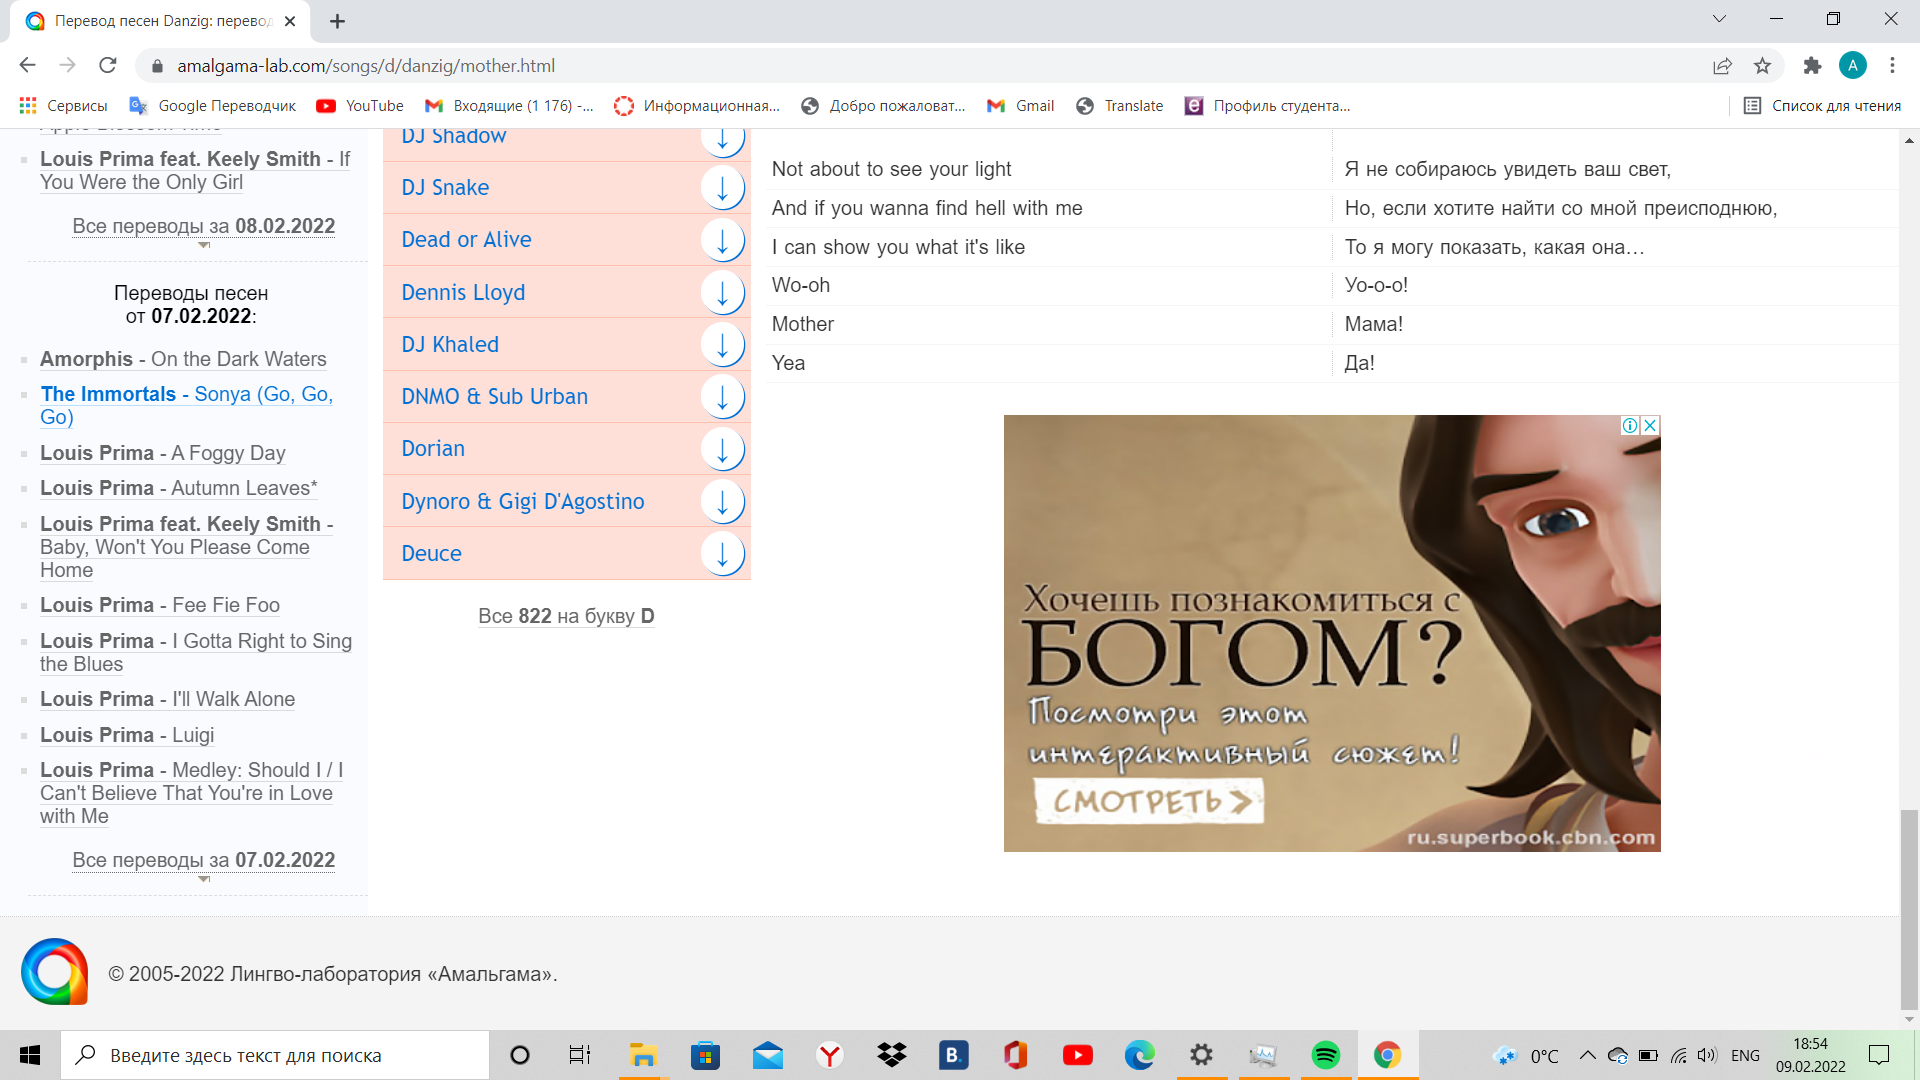 Перевод песен Danzig: перевод
amalgama-lab.com/songs/d/danzig/mother.html
A
Сервисы
Google Переводчик
YouTube
Входящие (1 176) -...
Информационная...
Добро пожаловат...
Gmail
Translate
Профиль студента...
Список для чтения
Louis Prima feat. Keely Smith - If
You Were the Only Girl
Все переводы за 08.02.2022
Переводы песен
от 07.02.2022:
Amorphis - On the Dark Waters
The Immortals - Sonya (Go, Go,
Go)
Louis Prima - A Foggy Day
Louis Prima - Autumn Leaves*
Louis Prima feat. Keely Smith -
Baby, Won't You Please Come
Home
Louis Prima - Fee Fie Foo
Louis Prima - I Gotta Right to Sing
the Blues
Louis Prima - I'll Walk Alone
Louis Prima - Luigi
Louis Prima - Medley: Should I / I
Can't Believe That You're in Love
with Me
Все переводы за 07.02.2022
DJ Shadow
DJ Snake
Dead or Alive
Dennis Lloyd
DJ Khaled
DNMO & Sub Urban
Dorian
Dynoro & Gigi D'Agostino
Deuce
Все 822 на букву D
Not about to see your light
Я не собираюсь увидеть ваш свет,
And if you wanna find hell with me
Но, если хотите найти со мной преисподнюю,
I can show you what it's like
То я могу показать, какая она…
Wo-oh
Уо-о-о!
Mother
Мама!
Yea
Да!
Хочешь познакомиться с
БОГОМ?
Посмотри этот
интерактивный сюжет!
СМОТРЕТЬ
ru.superbook.cbn.com
© 2005-2022 Лингво-лаборатория «Амальгама».
Введите здесь текст для поиска
B.
0°C
ENG
18:54
09.02.2022